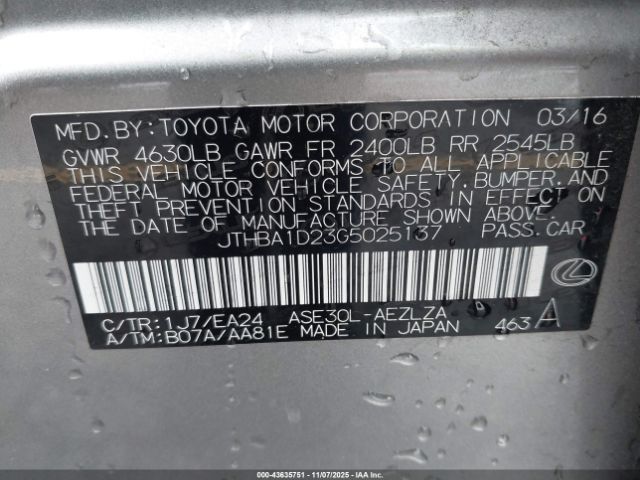 MFD.BY:TOYOTA MOTOR CORPORATION 03/16
GVWR 4630LB GAWR FR 2400LB RR 2545LB
THIS VEHICLE CONFORMS TO ALL APPLICABLE
FEDERAL MOTOR VEHICLE SAFETY,BUMPER,AND
THEFT PREVENTION STANDARDS IN EFFECT ON
THE DATE OF MANUFACTURE SHOWN ABOVE.
JTHBA1D23G5025137 PASS.CAR
C/TR:1J7/EA24 ASE30L-AEZLZA
A/TM:B07A/AA81E MADE IN JAPAN 463 A
000-43635751 - 11/07/2025 - IAAI.COM